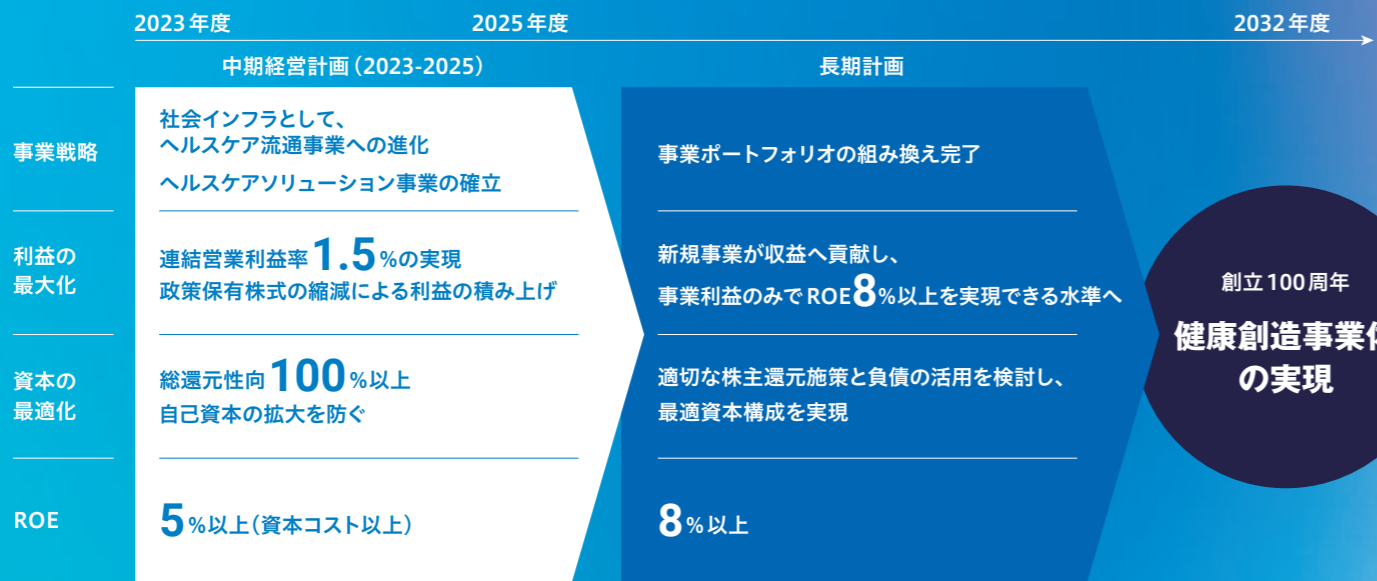 2023年度
2025年度
2032年度
中期経営計画（2023-2025）
長期計画
事業戦略
社会インフラとして、
ヘルスケア流通事業への進化
ヘルスケアソリューション事業の確立
事業ポートフォリオの組み換え完了
利益の
最大化
連結営業利益率1.5%の実現
政策保有株式の縮減による利益の積み上げ
新規事業が収益へ貢献し、
事業利益のみでROE8%以上を実現できる水準へ
資本の
最適化
総還元性向100%以上
自己資本の拡大を防ぐ
適切な株主還元施策と負債の活用を検討し、
最適資本構成を実現
ROE
5%以上（資本コスト以上）
8%以上
創立100周年
健康創造事業体
の実現